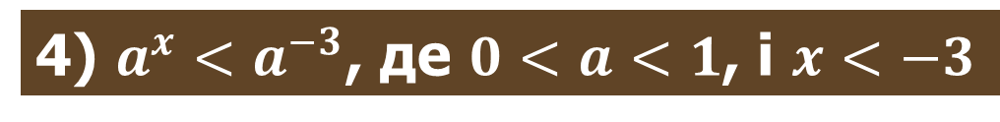 4) aˣ < a⁻³, де 0 < a < 1, і x < −3